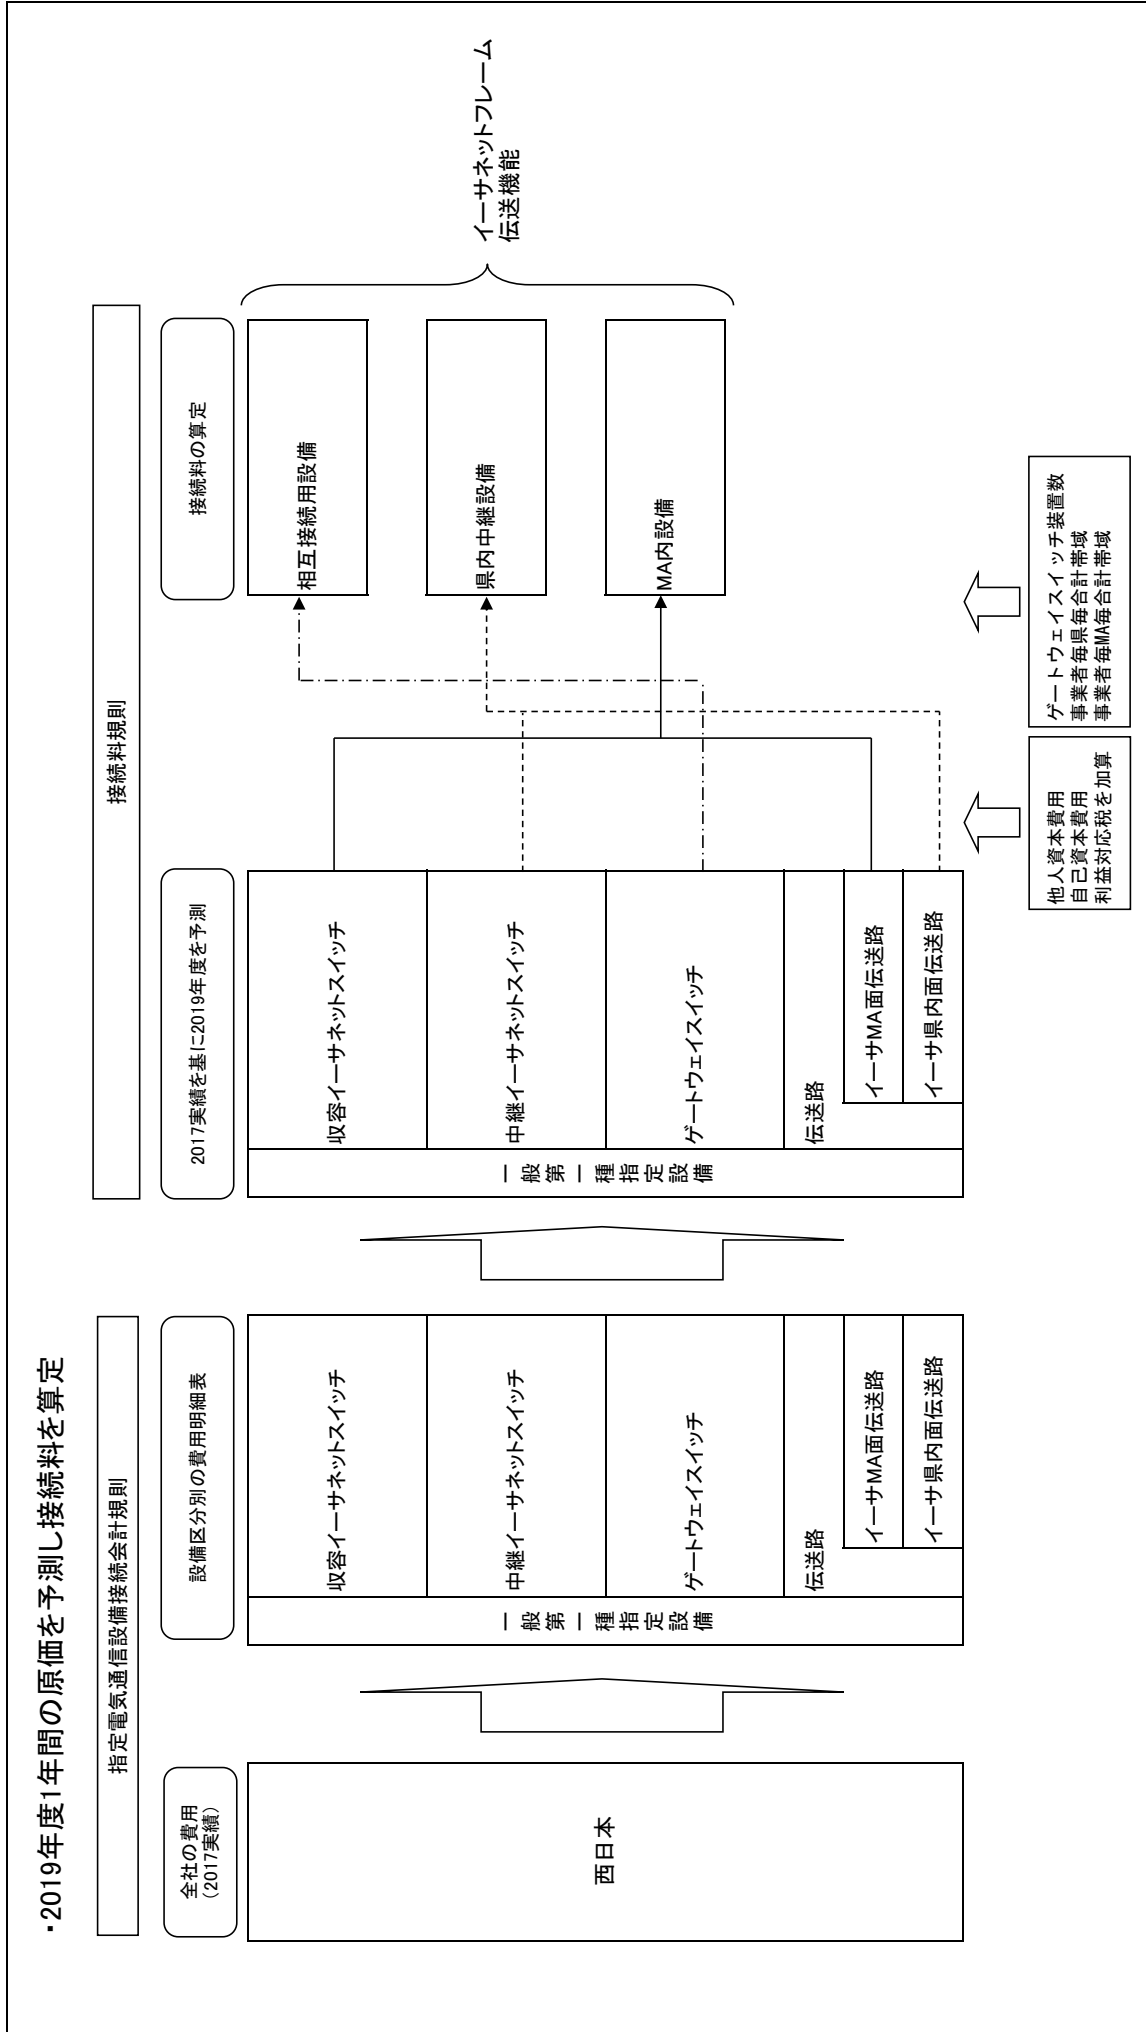 ・2019年度1年間の原価を予測し接続料を算定
指定電気通信設備接続会計規則
接続料規則
全社の費用
（2017実績）
設備区分別の費用明細表
2017実績を基に2019年度を予測
接続料の算定
西日本
一般第一種指定設備
収容イーサネットスイッチ
中継イーサネットスイッチ
ゲートウェイスイッチ
伝送路
イーサMA面伝送路
イーサ県内面伝送路
一般第一種指定設備
収容イーサネットスイッチ
中継イーサネットスイッチ
ゲートウェイスイッチ
伝送路
イーサMA面伝送路
イーサ県内面伝送路
相互接続用設備
県内中継設備
MA内設備
イーサネットフレーム
伝送機能
他人資本費用
自己資本費用
利益対応税を加算
ゲートウェイスイッチ装置数
事業者毎県毎合計帯域
事業者毎MA毎合計帯域